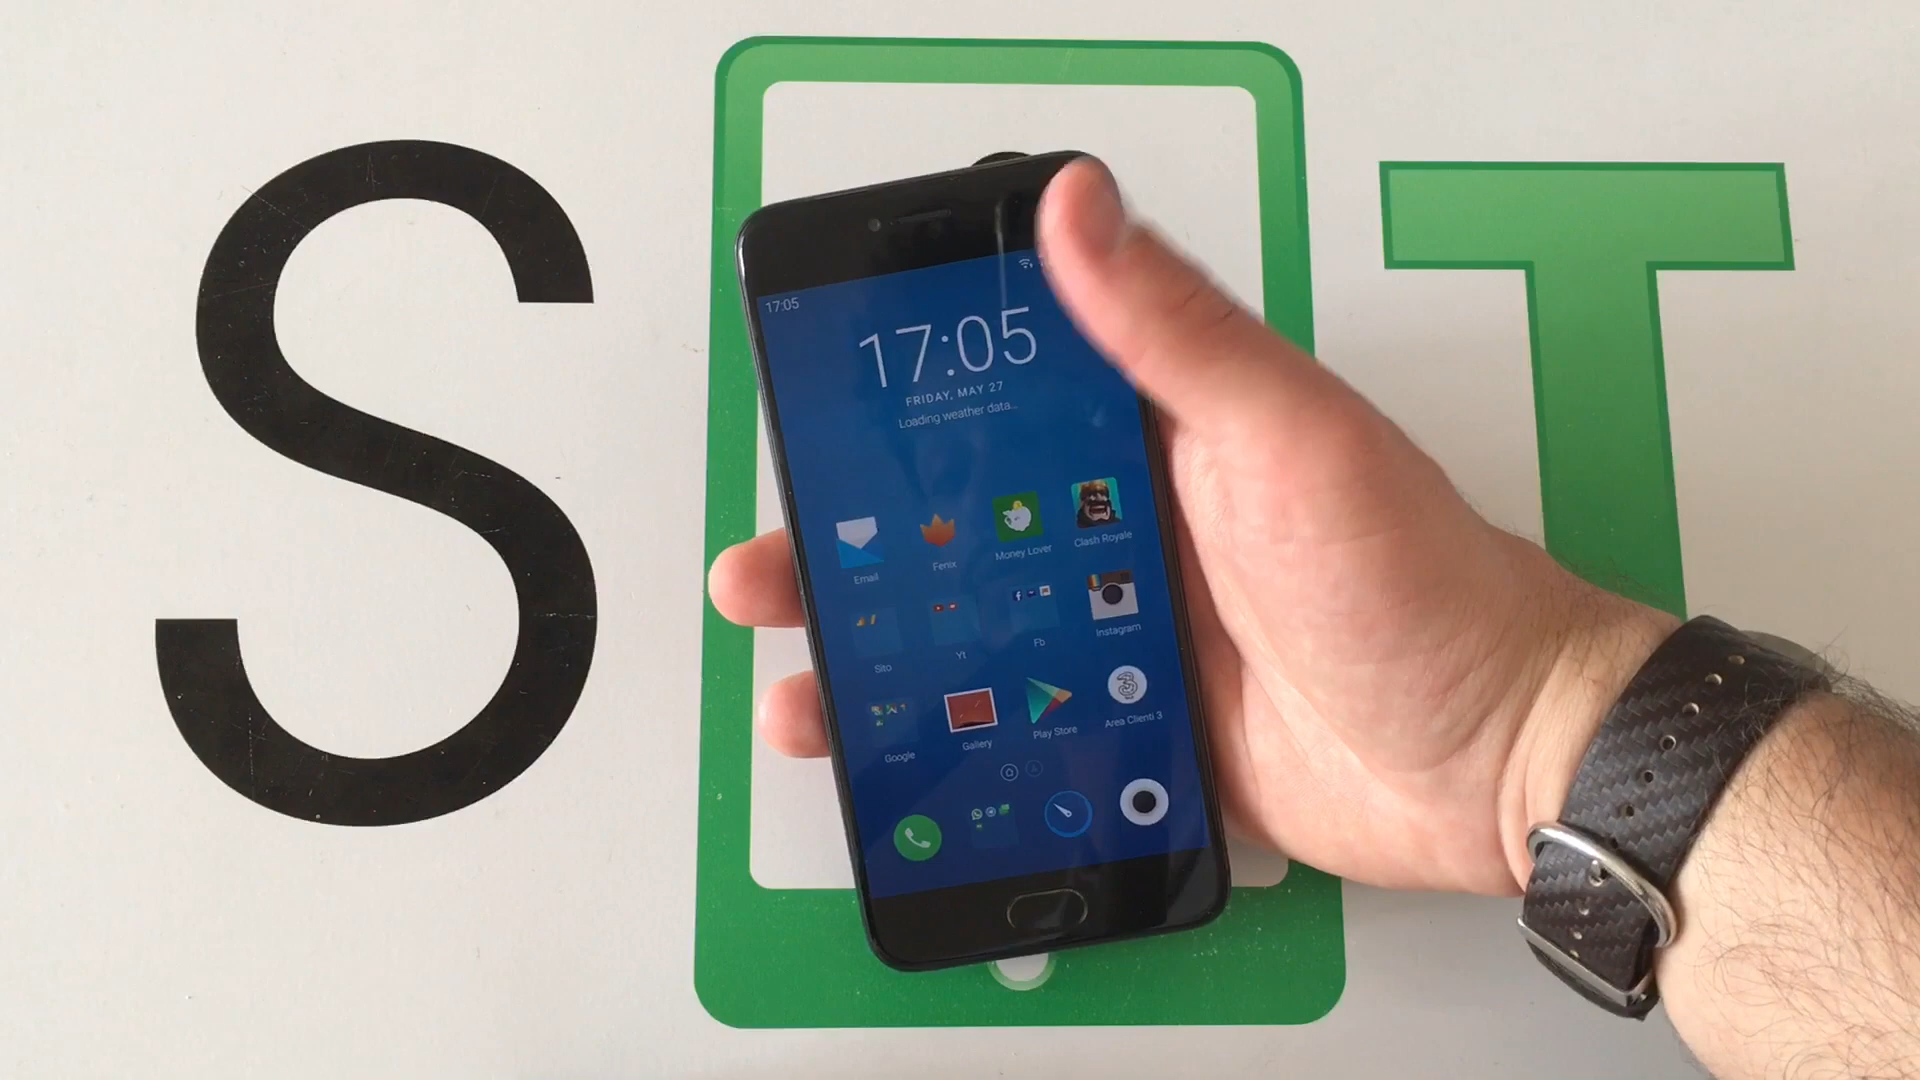 S T
17:05
17:05
FRIDAY, MAY 27
Loading weather data...
Email Fenix Money Lover Clash Royale
Sito Yt Fb Instagram
Google Gallery Play Store Area Clienti 3